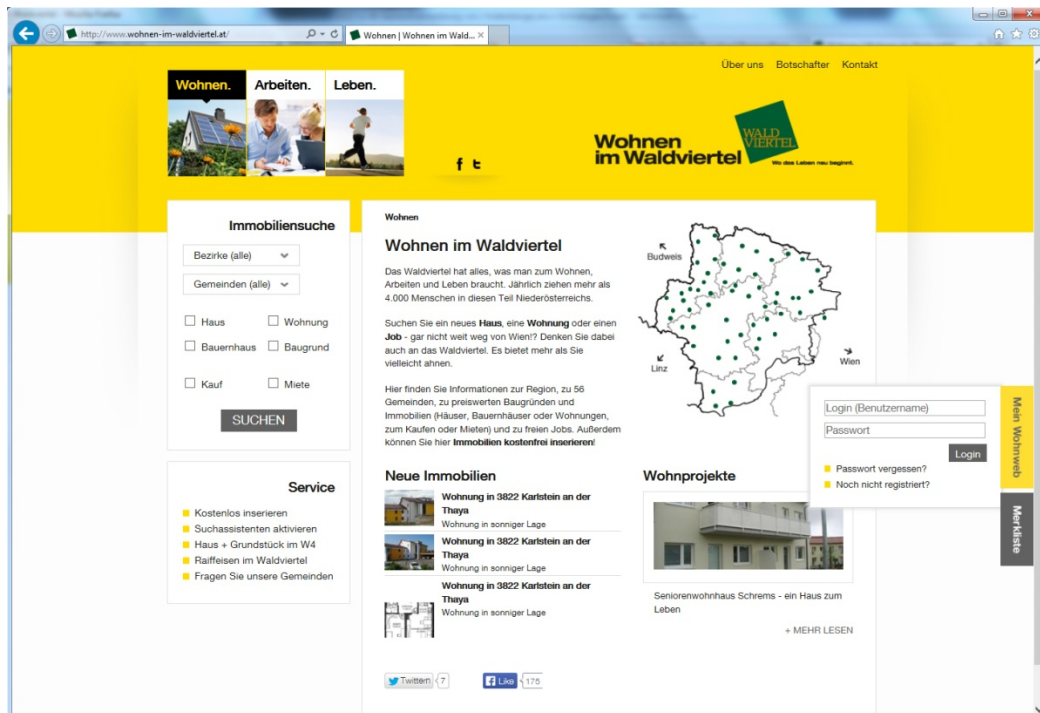 http://www.wohnen-im-waldviertel.at/
Wohnen | Wohnen im Wald...
Über uns Botschafter Kontakt
Wohnen. Arbeiten. Leben.
WALD
VIERTEL
Wohnen
im Waldviertel
Wo das Leben neu beginnt.
Immobiliensuche
Bezirke (alle)
Gemeinden (alle)
Haus Wohnung
Bauernhaus Baugrund
Kauf Miete
SUCHEN
Service
Kostenlos inserieren
Suchassistenten aktivieren
Haus + Grundstück im W4
Raiffeisen im Waldviertel
Fragen Sie unsere Gemeinden
Wohnen
Wohnen im Waldviertel
Das Waldviertel hat alles, was man zum Wohnen,
Arbeiten und Leben braucht. Jährlich ziehen mehr als
4.000 Menschen in diesen Teil Niederösterreichs.
Suchen Sie ein neues Haus, eine Wohnung oder einen
Job - gar nicht weit weg von Wien!? Denken Sie dabei
auch an das Waldviertel. Es bietet mehr als Sie
vielleicht ahnen.
Hier finden Sie Informationen zur Region, zu 56
Gemeinden, zu preiswerten Baugründen und
Immobilien (Häuser, Bauernhäuser oder Wohnungen,
zum Kaufen oder Mieten) und zu freien Jobs. Außerdem
können Sie hier Immobilien kostenfrei inserieren!
Budweis
Linz
Wien
Login (Benutzername)
Passwort
Login
Passwort vergessen?
Noch nicht registriert?
Mein Wohnweb
Merkliste
Neue Immobilien
Wohnung in 3822 Karlstein an der
Thaya
Wohnung in sonniger Lage
Wohnung in 3822 Karlstein an der
Thaya
Wohnung in sonniger Lage
Wohnung in 3822 Karlstein an der
Thaya
Wohnung in sonniger Lage
Wohnprojekte
Seniorenwohnhaus Schrems - ein Haus zum
Leben
+ MEHR LESEN
Twittern 7
Like 175